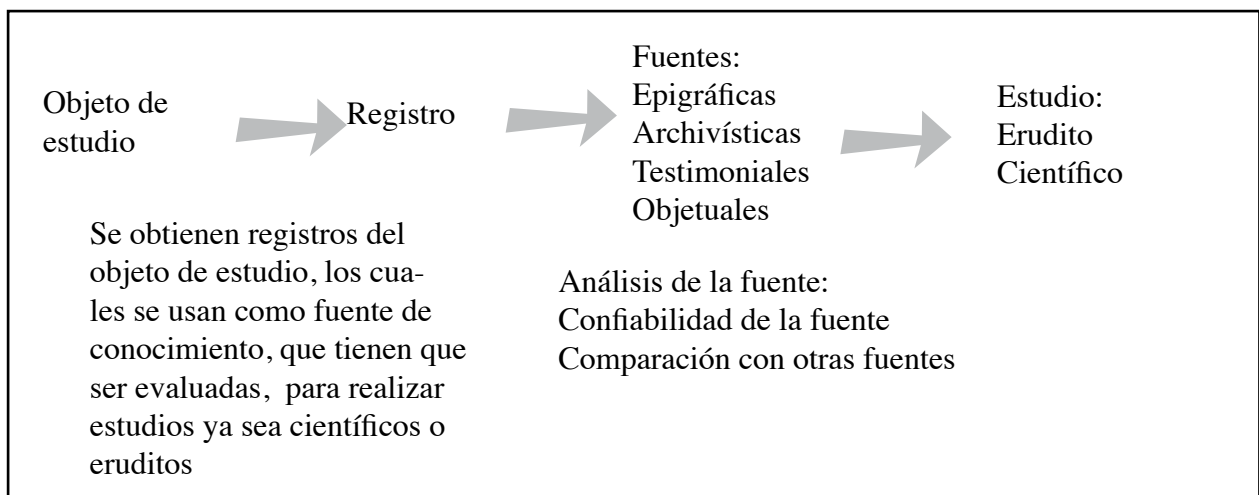 Objeto de
estudio
Registro
Fuentes:
Epigráficas
Archivísticas
Testimoniales
Objetuales
Estudio:
Erudito
Científico
Se obtienen registros del
objeto de estudio, los cua-
les se usan como fuente de
conocimiento, que tienen que
ser evaluadas,  para realizar
estudios ya sea científicos o
eruditos
Análisis de la fuente:
Confiabilidad de la fuente
Comparación con otras fuentes